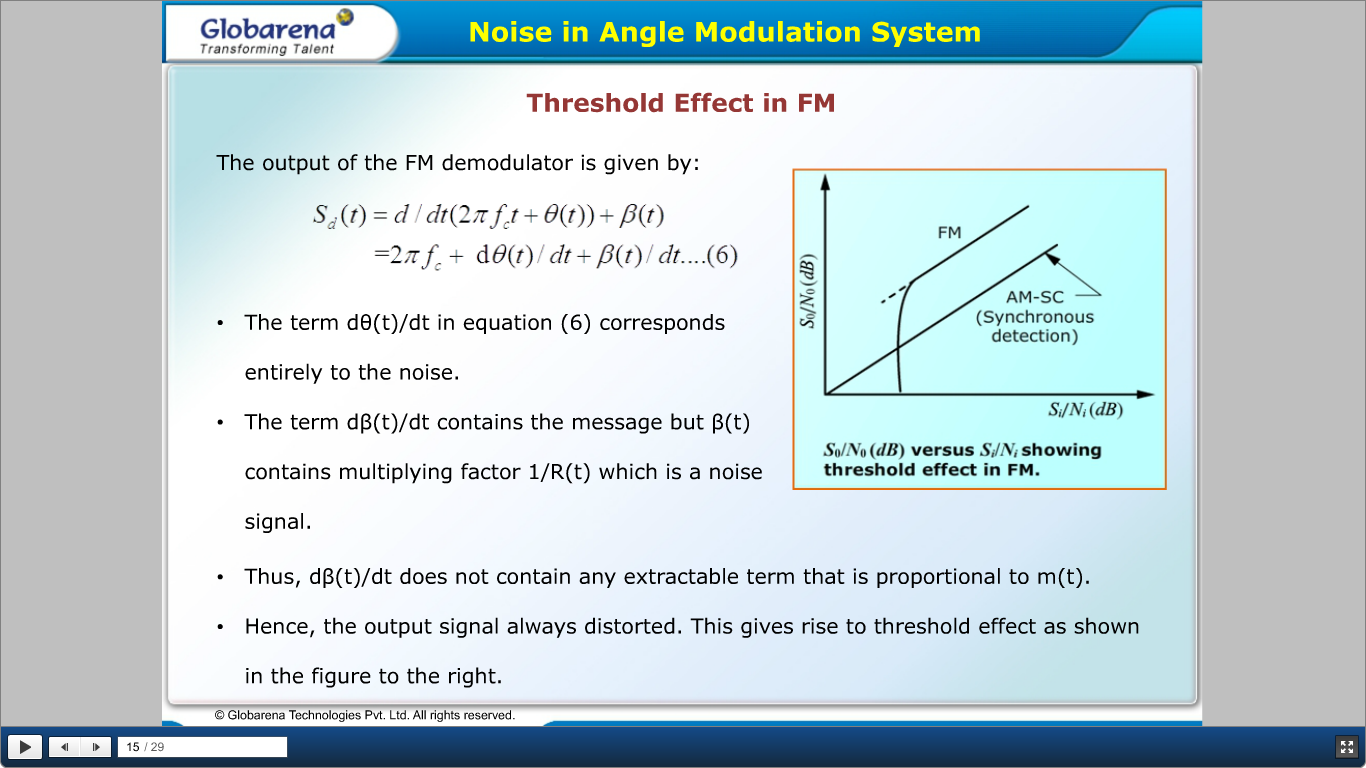 Globarena
Transforming Talent
Noise in Angle Modulation System
Threshold Effect in FM
The output of the FM demodulator is given by:
S_d(t) = d / dt(2π f_c t + θ(t)) + β(t)
=2π f_c + dθ(t) / dt + β(t) / dt....(6)
• The term dθ(t)/dt in equation (6) corresponds
entirely to the noise.
• The term dβ(t)/dt contains the message but β(t)
contains multiplying factor 1/R(t) which is a noise
signal.
• Thus, dβ(t)/dt does not contain any extractable term that is proportional to m(t).
• Hence, the output signal always distorted. This gives rise to threshold effect as shown
in the figure to the right.
S0/N0 (dB)
FM
AM-SC
(Synchronous
detection)
Si/Ni (dB)
S0/N0 (dB) versus Si/Ni showing
threshold effect in FM.
© Globarena Technologies Pvt. Ltd. All rights reserved.
15 / 29